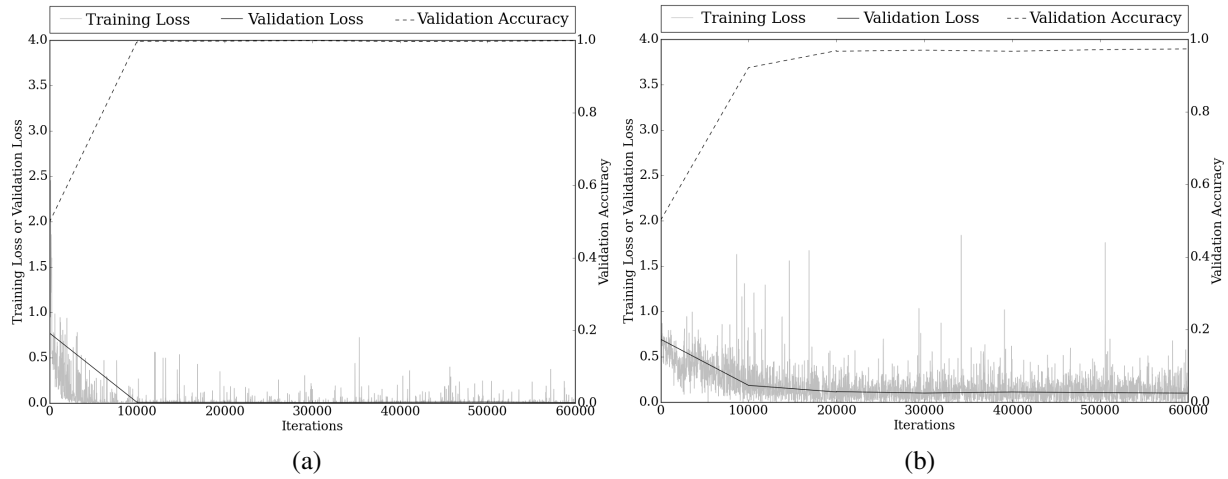 Training Loss Validation Loss Validation Accuracy
4.0
3.5
3.0
2.5
2.0
1.5
1.0
0.5
0.0
Training Loss or Validation Loss
0 10000 20000 30000 40000 50000 60000
Iterations
1.0
0.8
0.6
0.4
0.2
0.0
Validation Accuracy
(a)
Training Loss Validation Loss Validation Accuracy
4.0
3.5
3.0
2.5
2.0
1.5
1.0
0.5
0.0
Training Loss or Validation Loss
0 10000 20000 30000 40000 50000 60000
Iterations
1.0
0.8
0.6
0.4
0.2
0.0
Validation Accuracy
(b)